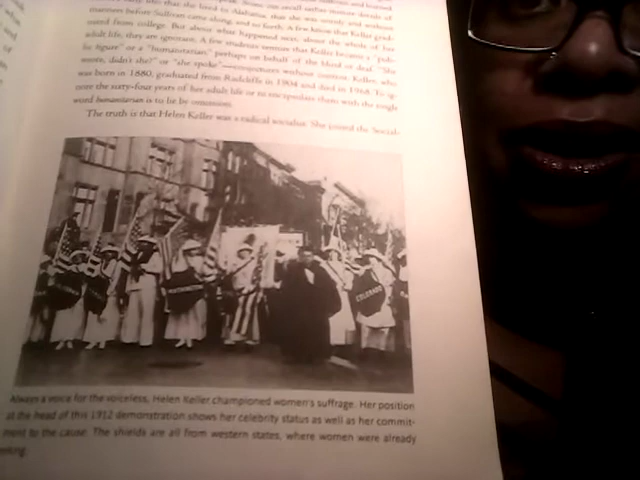 manners before Sullivan came along, and so forth. A few know that Keller grad-
uated from college. But about what happened next, about the whole of her
adult life, they are ignorant. A few students venture that Keller became a "pub-
lic figure" or a "humanitarian," perhaps on behalf of the blind or deaf. "She
wrote, didn't she?" or "she spoke"—conjectures without content. Keller, who
was born in 1880, graduated from Radcliffe in 1904 and died in 1968. To ig-
nore the sixty-four years of her adult life or to encapsulate them with the single
word humanitarian is to lie by omission.
The truth is that Helen Keller was a radical socialist. She joined the Social-
WASHINGTON
COLORADO
Always a voice for the voiceless, Helen Keller championed women's suffrage. Her position
at the head of this 1912 demonstration shows her celebrity status as well as her commit-
ment to the cause. The shields are all from western states, where women were already